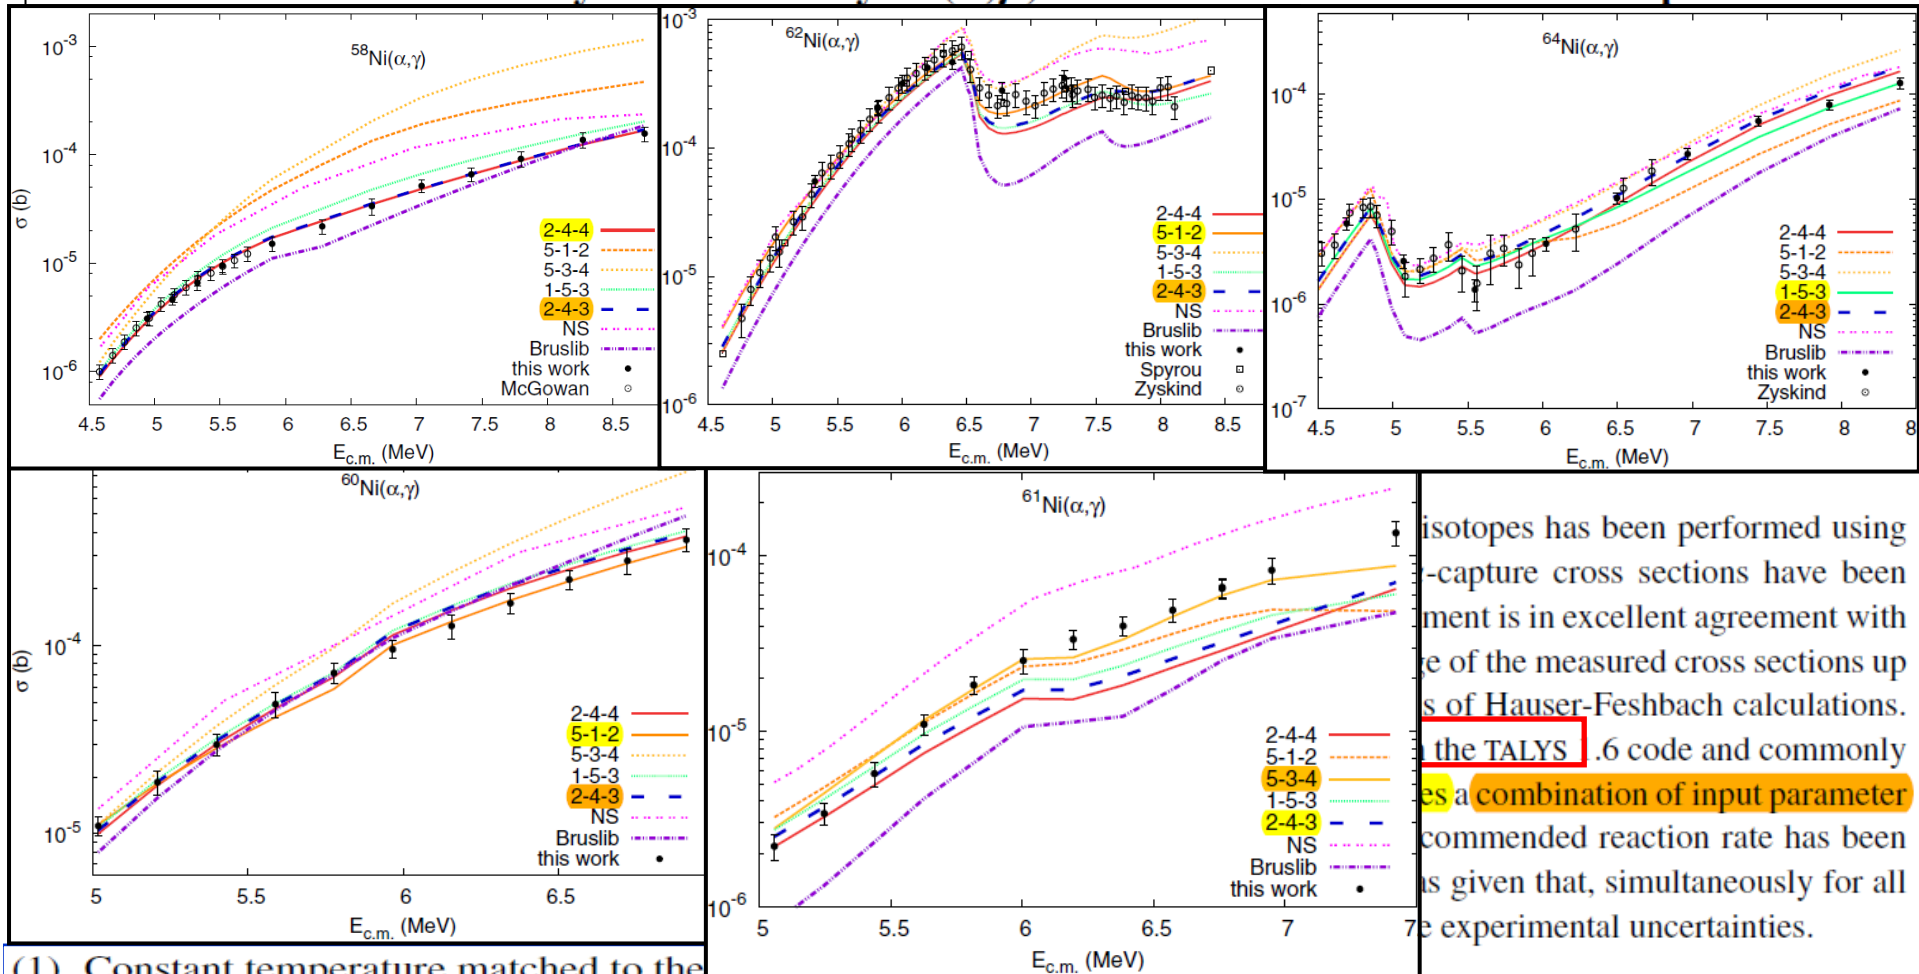 58Ni(α,γ)
σ (b)
10-3
10-4
10-5
10-6
2-4-4
5-1-2
5-3-4
1-5-3
2-4-3
NS
Bruslib
this work
McGowan
4.5 5 5.5 6 6.5 7 7.5 8 8.5
Ec.m. (MeV)
62Ni(α,γ)
10-3
10-4
10-5
10-6
2-4-4
5-1-2
5-3-4
1-5-3
2-4-3
NS
Bruslib
this work
Spyrou
Zyskind
4.5 5 5.5 6 6.5 7 7.5 8 8.5
Ec.m. (MeV)
64Ni(α,γ)
10-4
10-5
10-6
10-7
2-4-4
5-1-2
5-3-4
1-5-3
2-4-3
NS
Bruslib
this work
Zyskind
4.5 5 5.5 6 6.5 7 7.5 8 8
Ec.m. (MeV)
60Ni(α,γ)
σ (b)
10-4
10-5
2-4-4
5-1-2
5-3-4
1-5-3
2-4-3
NS
Bruslib
this work
5 5.5 6 6.5
Ec.m. (MeV)
61Ni(α,γ)
10-4
10-5
10-6
2-4-4
5-1-2
5-3-4
1-5-3
2-4-3
NS
Bruslib
this work
5 5.5 6 6.5 7 7
Ec.m. (MeV)
isotopes has been performed using
-capture cross sections have been
ment is in excellent agreement with
ge of the measured cross sections up
s of Hauser-Feshbach calculations.
the TALYS 1.6 code and commonly
es a combination of input parameter
commended reaction rate has been
as given that, simultaneously for all
e experimental uncertainties.
(1) Constant temperature matched to the